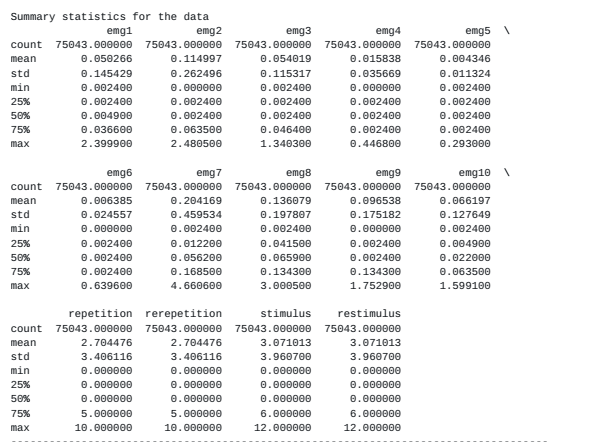 Summary statistics for the data
               emg1          emg2          emg3          emg4          emg5  \
count  75043.000000  75043.000000  75043.000000  75043.000000  75043.000000
mean       0.050266      0.114997      0.054019      0.015838      0.004346
std        0.145429      0.262496      0.115317      0.035669      0.011324
min        0.002400      0.000000      0.002400      0.000000      0.002400
25%        0.002400      0.002400      0.002400      0.002400      0.002400
50%        0.004900      0.002400      0.002400      0.002400      0.002400
75%        0.036600      0.063500      0.046400      0.002400      0.002400
max        2.399900      2.480500      1.340300      0.446800      0.293000

               emg6          emg7          emg8          emg9         emg10  \
count  75043.000000  75043.000000  75043.000000  75043.000000  75043.000000
mean       0.006385      0.204169      0.136079      0.096538      0.066197
std        0.024557      0.459534      0.197807      0.175182      0.127649
min        0.000000      0.002400      0.002400      0.000000      0.002400
25%        0.002400      0.012200      0.041500      0.002400      0.004900
50%        0.002400      0.056200      0.065900      0.002400      0.022000
75%        0.002400      0.168500      0.134300      0.134300      0.063500
max        0.639600      4.660600      3.000500      1.752900      1.599100

         repetition  rerepetition      stimulus    restimulus
count  75043.000000  75043.000000  75043.000000  75043.000000
mean       2.704476      2.704476      3.071013      3.071013
std        3.406116      3.406116      3.960700      3.960700
min        0.000000      0.000000      0.000000      0.000000
25%        0.000000      0.000000      0.000000      0.000000
50%        0.000000      0.000000      0.000000      0.000000
75%        5.000000      5.000000      6.000000      6.000000
max       10.000000     10.000000     12.000000     12.000000
--------------------------------------------------------------------------------